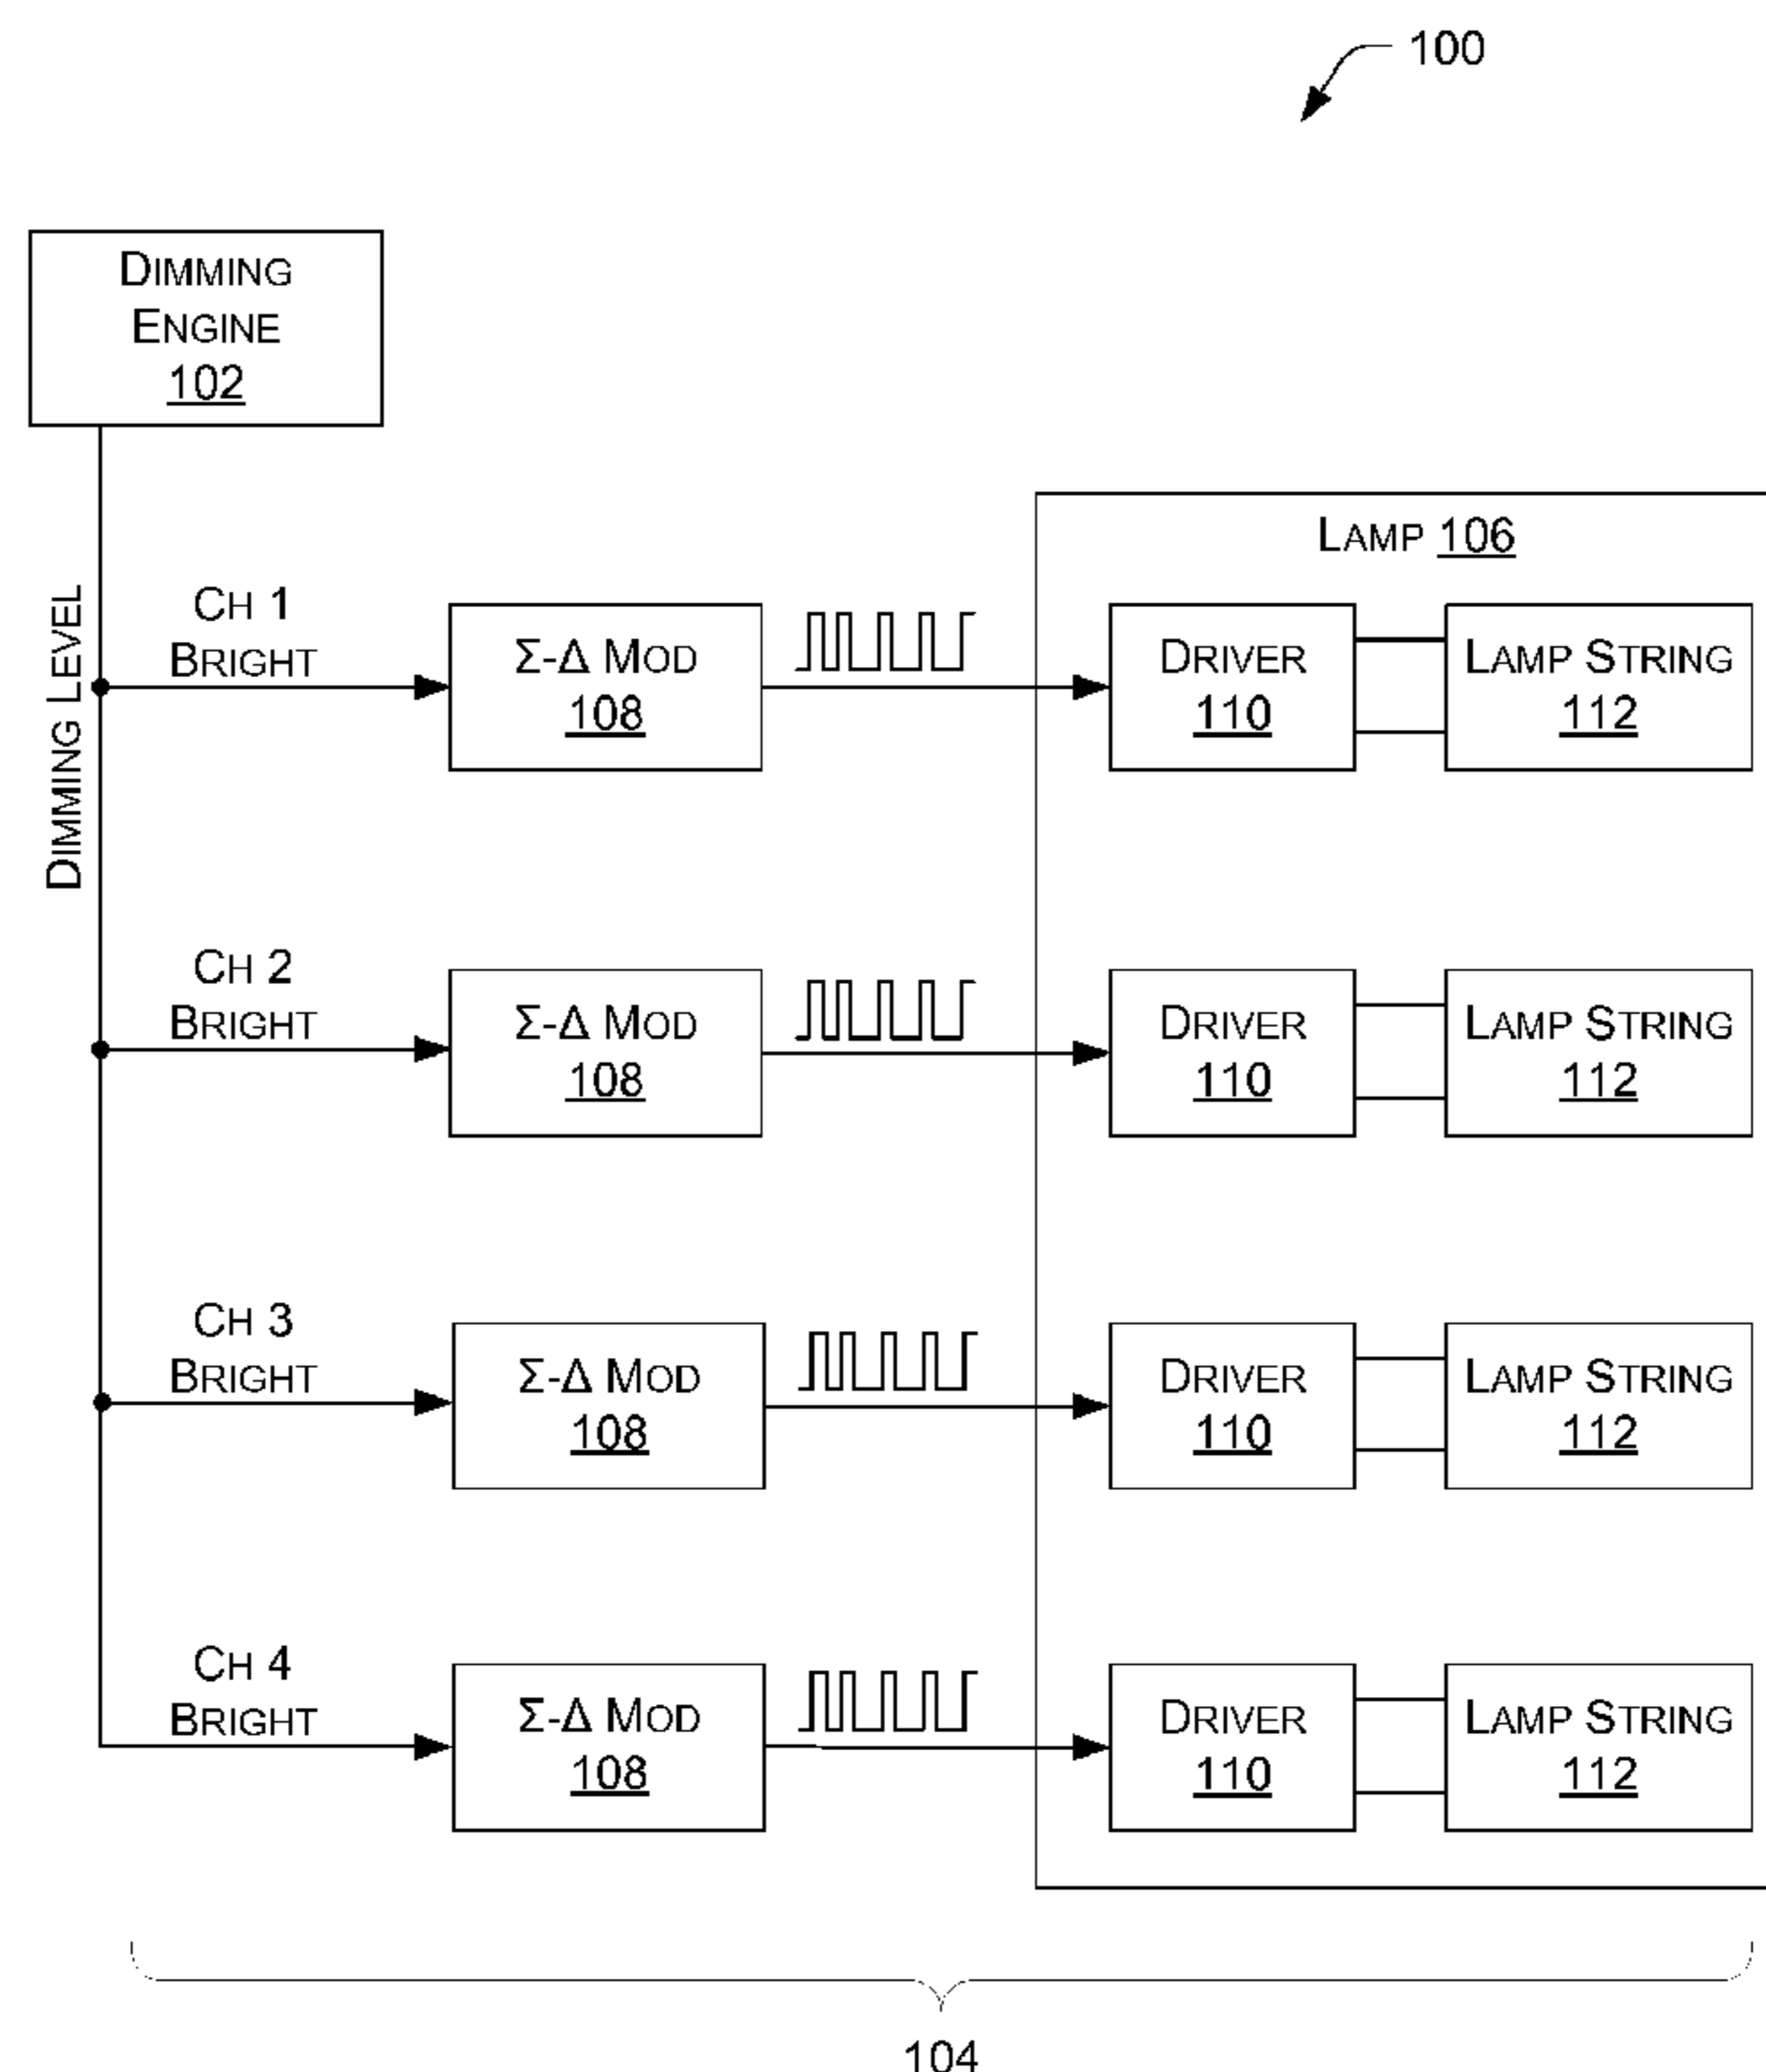 100
DIMMING
ENGINE
102
DIMMING LEVEL
LAMP 106
CH 1
BRIGHT
Σ-Δ MOD
108
DRIVER
110
LAMP STRING
112
CH 2
BRIGHT
Σ-Δ MOD
108
DRIVER
110
LAMP STRING
112
CH 3
BRIGHT
Σ-Δ MOD
108
DRIVER
110
LAMP STRING
112
CH 4
BRIGHT
Σ-Δ MOD
108
DRIVER
110
LAMP STRING
112
104